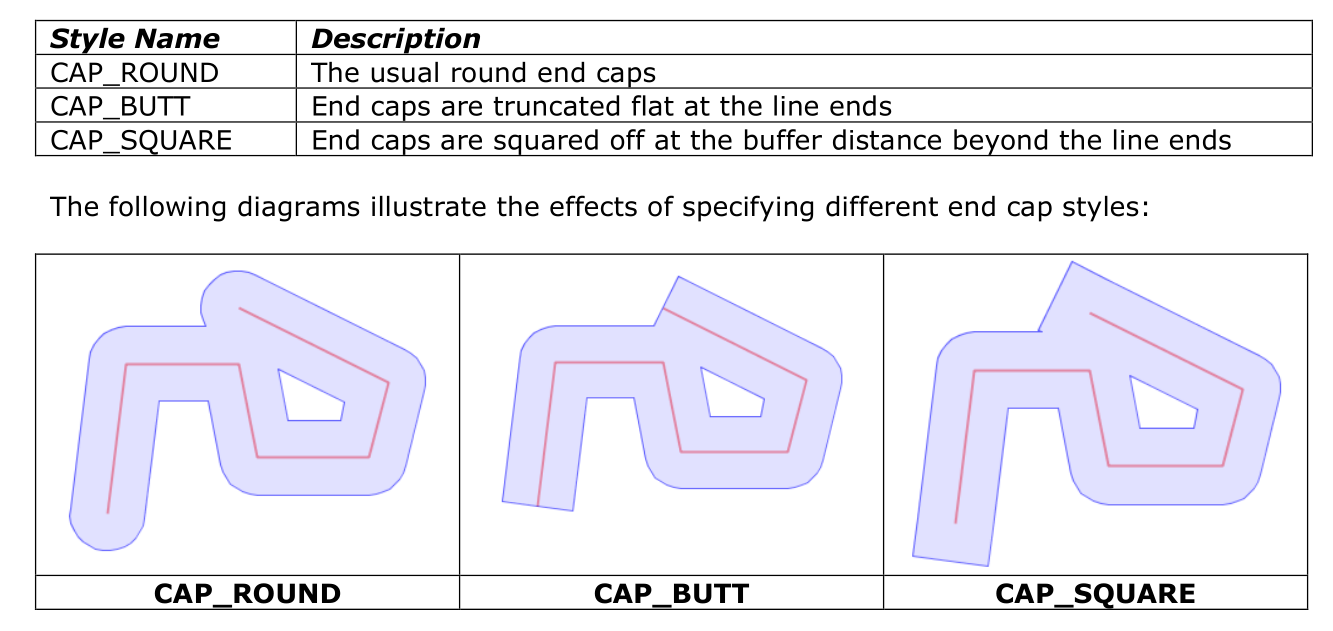 Style Name Description
CAP_ROUND The usual round end caps
CAP_BUTT End caps are truncated flat at the line ends
CAP_SQUARE End caps are squared off at the buffer distance beyond the line ends
The following diagrams illustrate the effects of specifying different end cap styles:
CAP_ROUND CAP_BUTT CAP_SQUARE